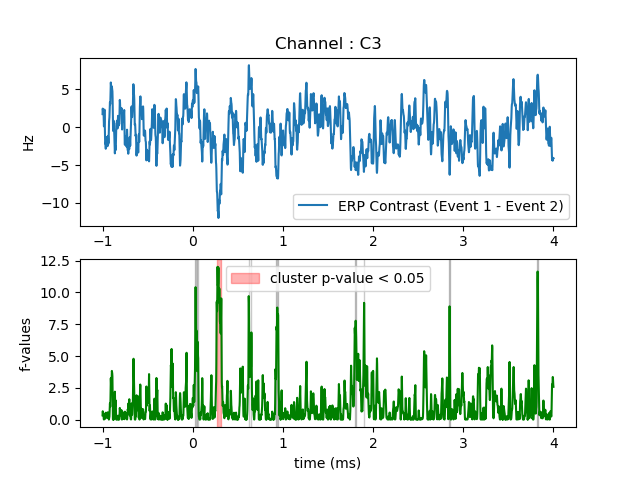 Channel : C3
Hz
5
0
−5
−10
ERP Contrast (Event 1 - Event 2)
−1 0 1 2 3 4
f-values
12.5
10.0
7.5
5.0
2.5
0.0
cluster p-value < 0.05
−1 0 1 2 3 4
time (ms)